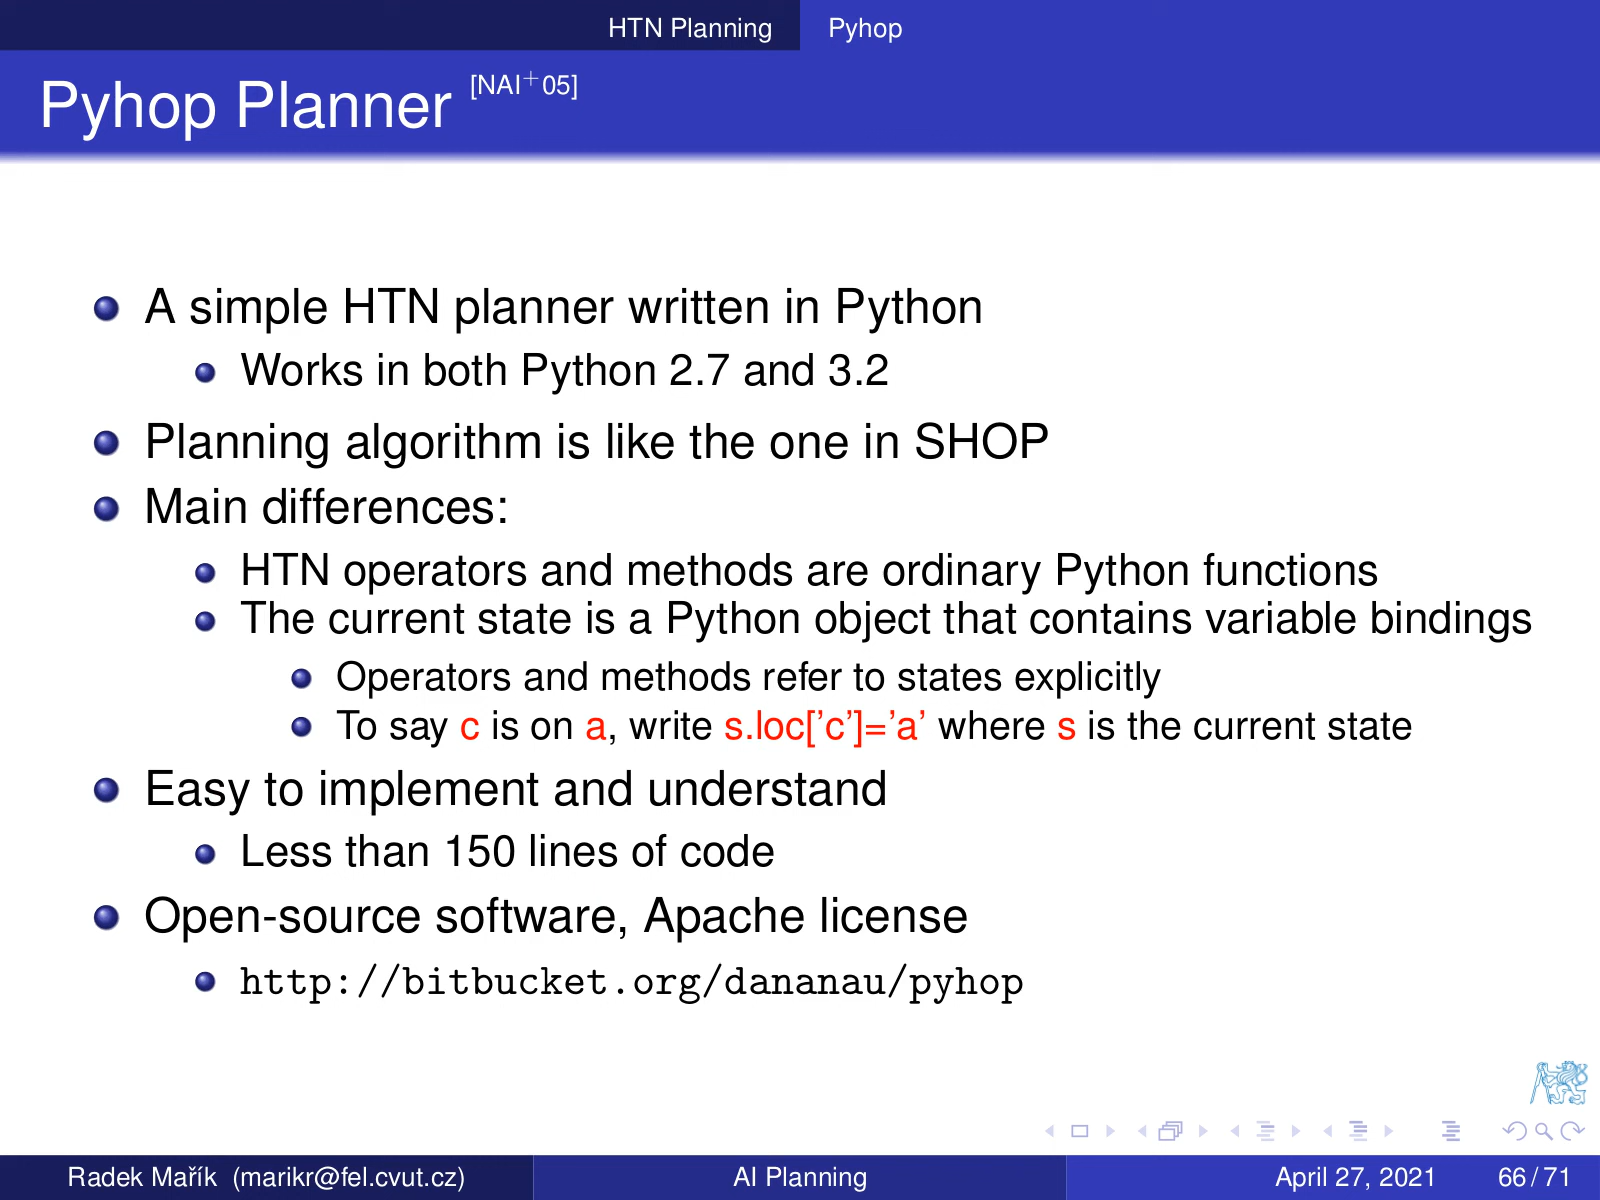 HTN Planning Pyhop
Pyhop Planner [NAI+05]
A simple HTN planner written in Python
Works in both Python 2.7 and 3.2
Planning algorithm is like the one in SHOP
Main differences:
HTN operators and methods are ordinary Python functions
The current state is a Python object that contains variable bindings
Operators and methods refer to states explicitly
To say c is on a, write s.loc['c']='a' where s is the current state
Easy to implement and understand
Less than 150 lines of code
Open-source software, Apache license
http://bitbucket.org/dananau/pyhop
Radek Mařík (marikr@fel.cvut.cz) AI Planning April 27, 2021 66 / 71